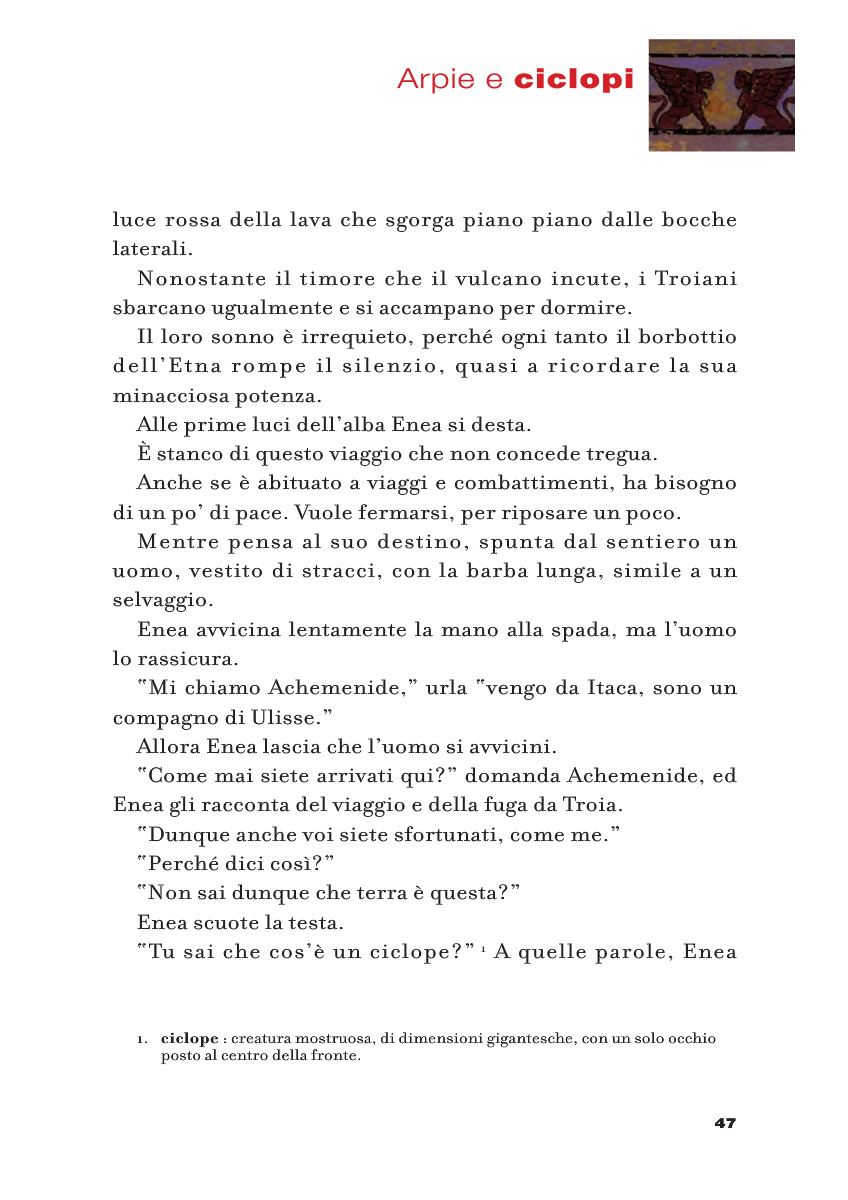 Arpie e ciclopi
luce rossa della lava che sgorga piano piano dalle bocche
laterali.
Nonostante il timore che il vulcano incute, i Troiani
sbarcano ugualmente e si accampano per dormire.
Il loro sonno è irrequieto, perché ogni tanto il borbottio
dell’Etna rompe il silenzio, quasi a ricordare la sua
minacciosa potenza.
Alle prime luci dell’alba Enea si desta.
È stanco di questo viaggio che non concede tregua.
Anche se è abituato a viaggi e combattimenti, ha bisogno
di un po’ di pace. Vuole fermarsi, per riposare un poco.
Mentre pensa al suo destino, spunta dal sentiero un
uomo, vestito di stracci, con la barba lunga, simile a un
selvaggio.
Enea avvicina lentamente la mano alla spada, ma l’uomo
lo rassicura.
‟Mi chiamo Achemenide,” urla ‟vengo da Itaca, sono un
compagno di Ulisse.”
Allora Enea lascia che l’uomo si avvicini.
‟Come mai siete arrivati qui?” domanda Achemenide, ed
Enea gli racconta del viaggio e della fuga da Troia.
‟Dunque anche voi siete sfortunati, come me.”
‟Perché dici così?”
‟Non sai dunque che terra è questa?”
Enea scuote la testa.
‟Tu sai che cos’è un ciclope?” ¹ A quelle parole, Enea
1. ciclope : creatura mostruosa, di dimensioni gigantesche, con un solo occhio
posto al centro della fronte.
47